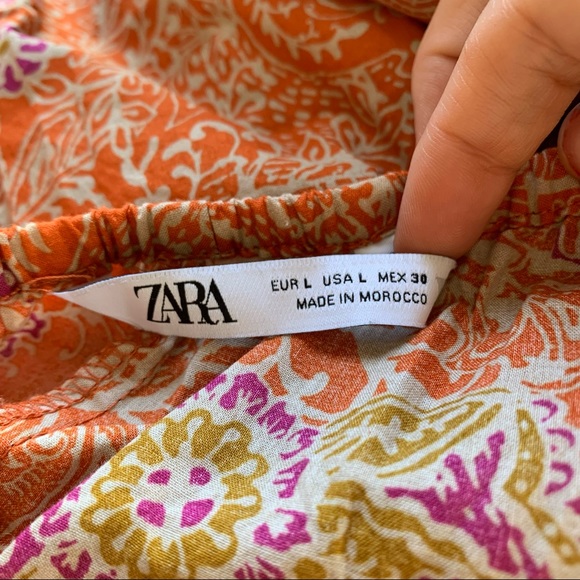 ZARA
EUR L USA L MEX 30
MADE IN MOROCCO